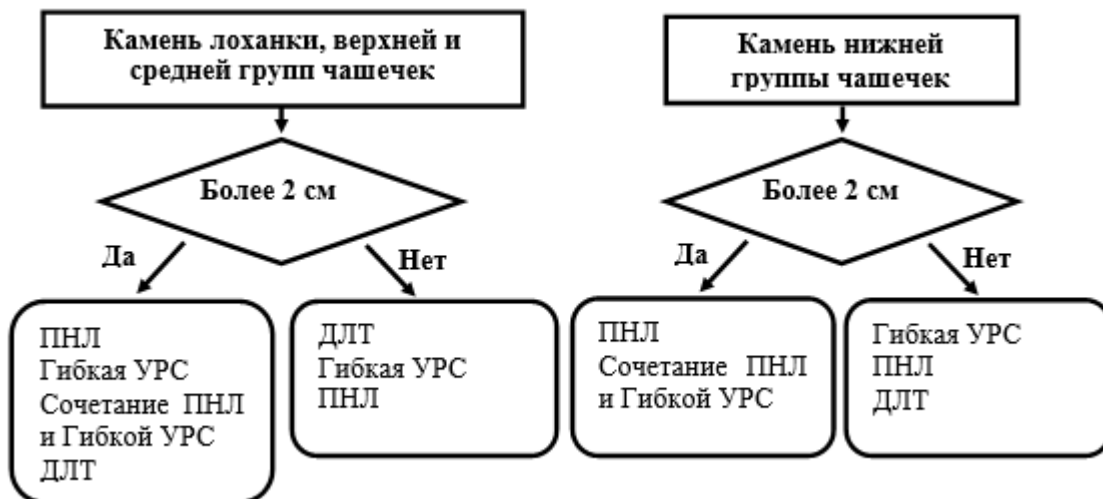 Камень лоханки, верхней и
средней групп чашечек
Более 2 см
Да
Нет
ПНЛ
Гибкая УРС
Сочетание ПНЛ
и Гибкой УРС
ДЛТ
ДЛТ
Гибкая УРС
ПНЛ
Камень нижней
группы чашечек
Более 2 см
Да
Нет
ПНЛ
Сочетание ПНЛ
и Гибкой УРС
Гибкая УРС
ПНЛ
ДЛТ